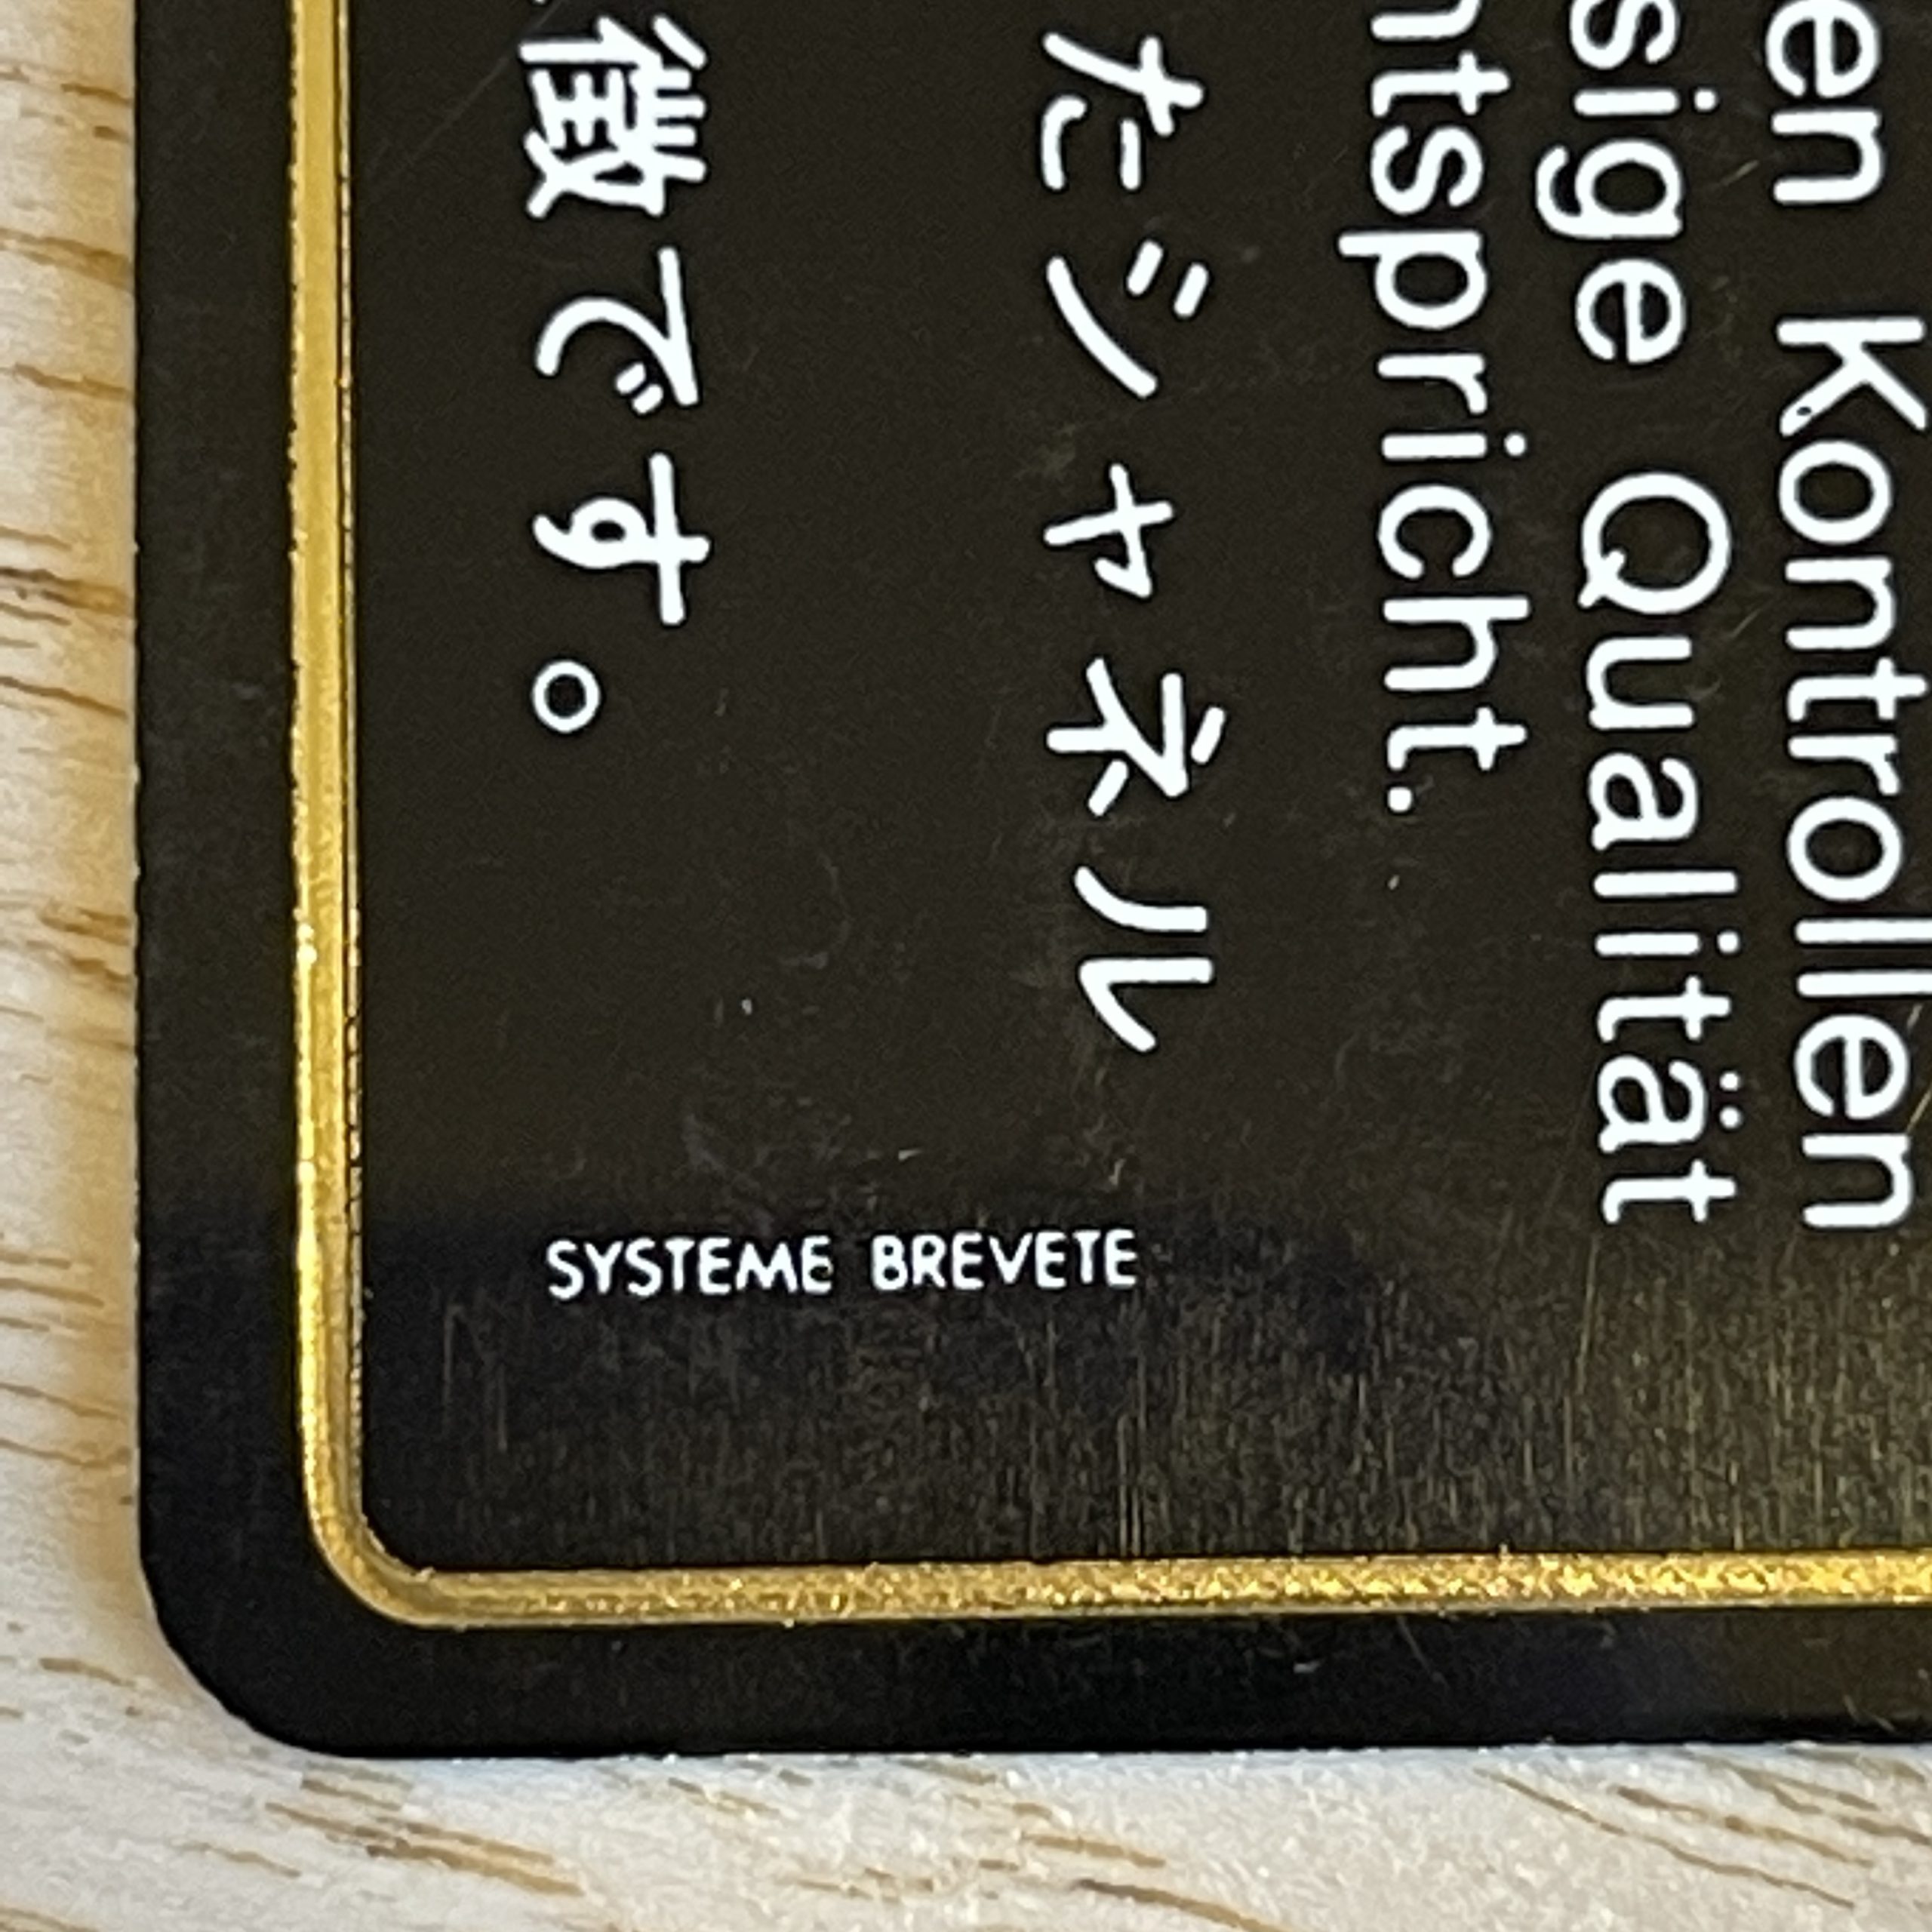 en Kontrollen
sige Qualität
ntspricht.
たシャネル
徴です。
SYSTEME BREVETE